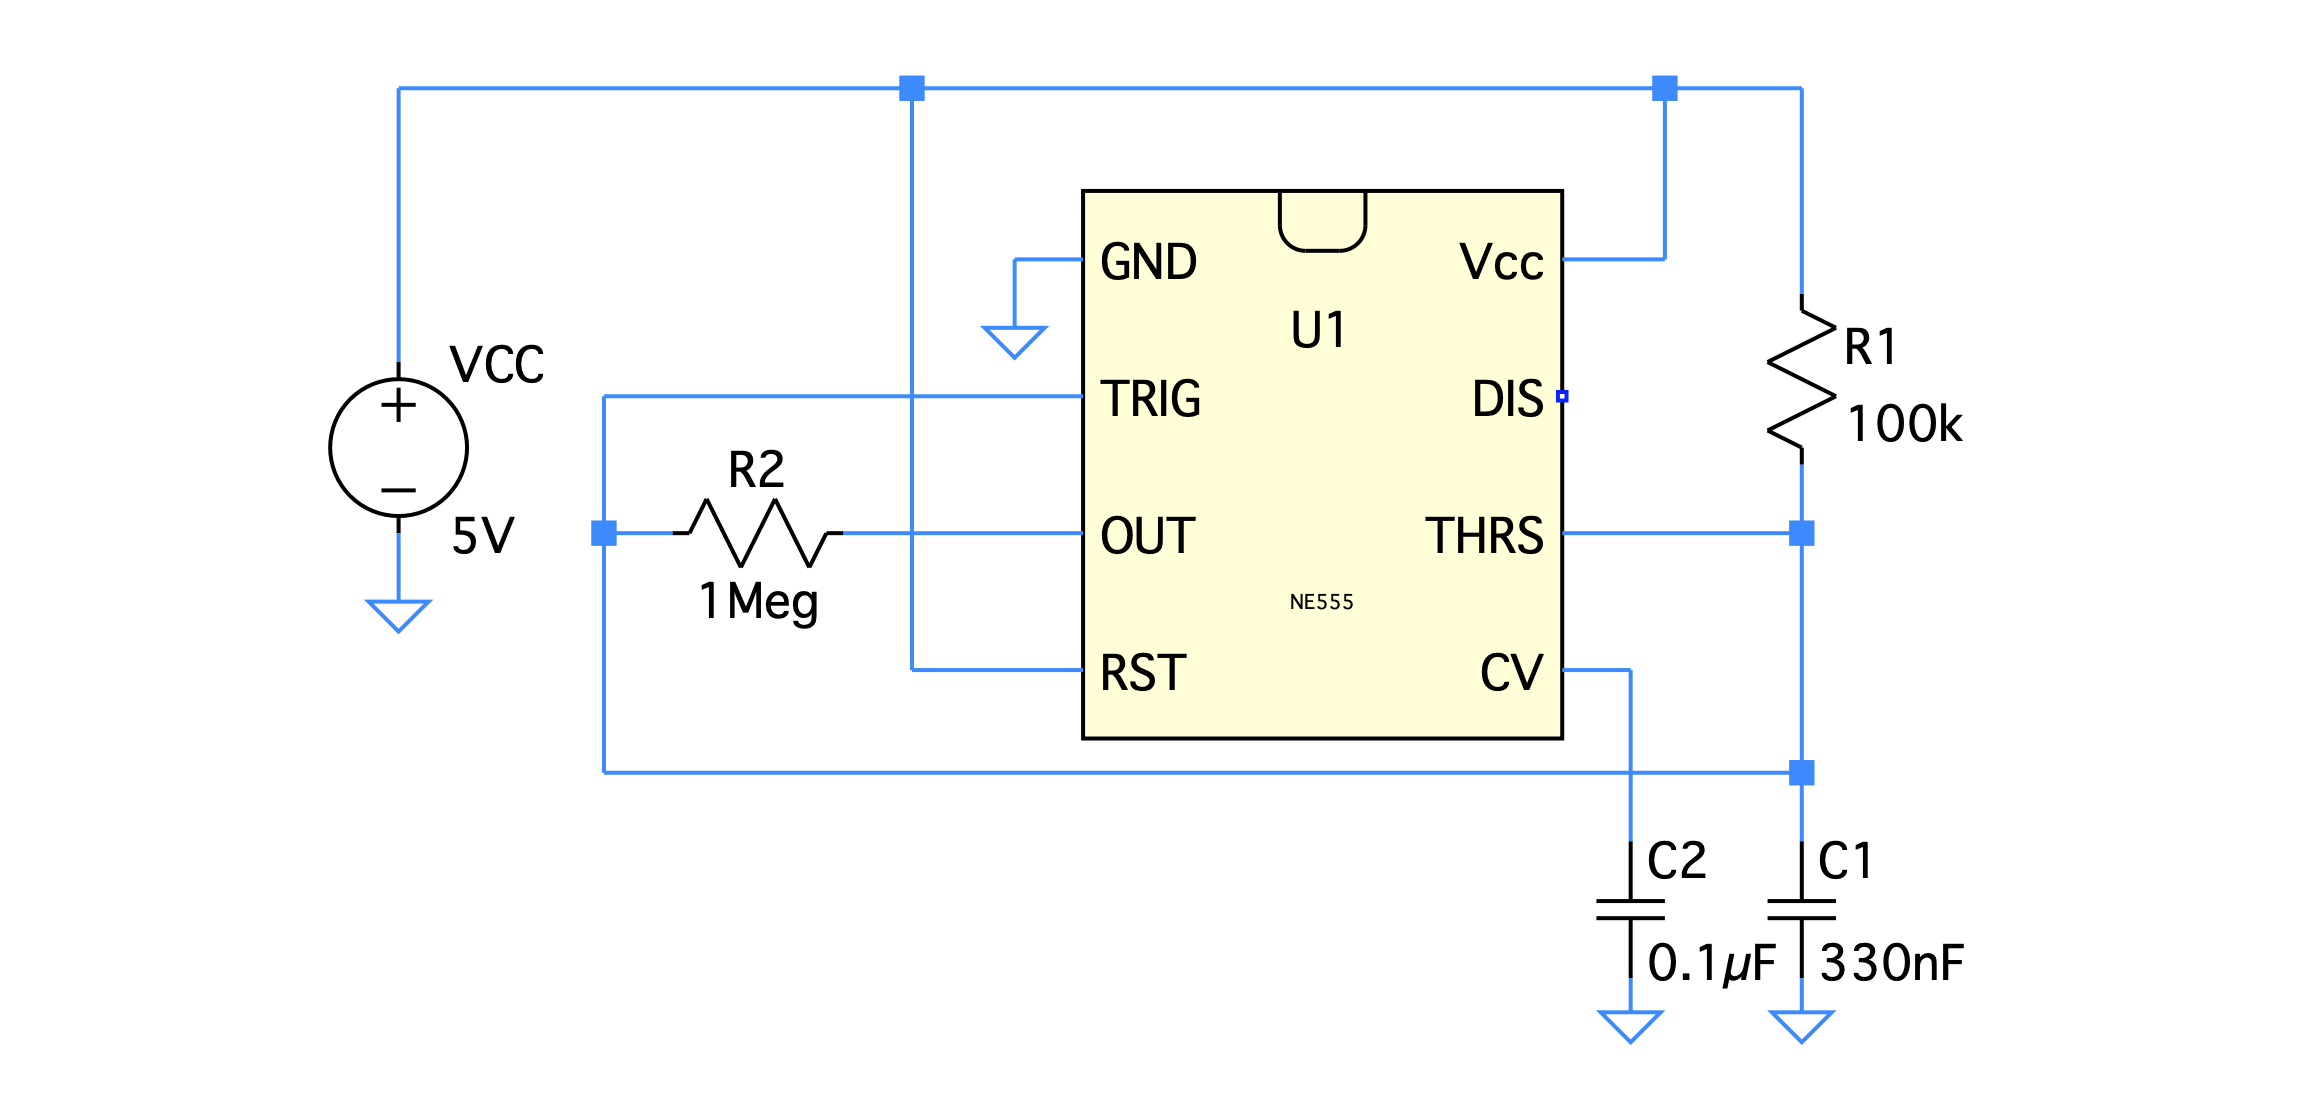 VCC
5V
R2
1Meg
GND
TRIG
OUT
RST
U1
NE555
Vcc
DIS
THRS
CV
R1
100k
C2
0.1µF
C1
330nF